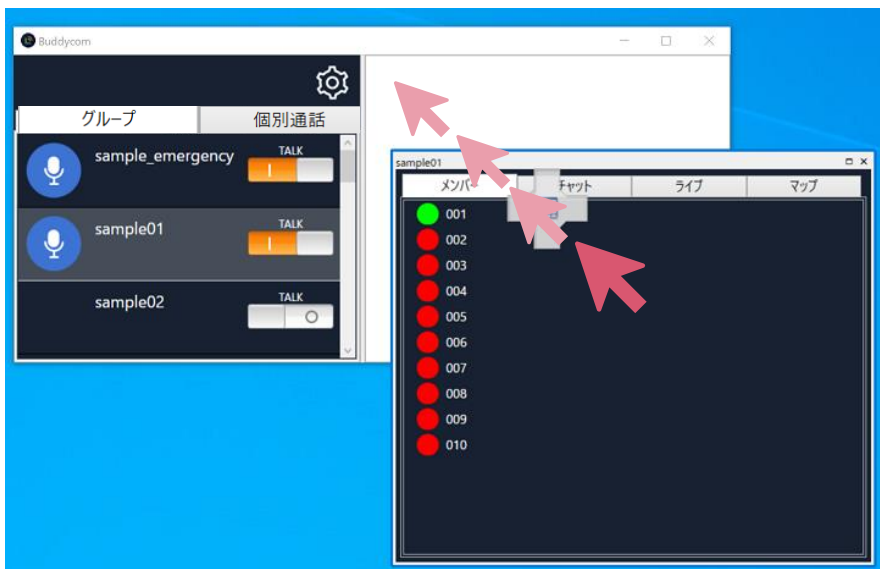 Buddycom
グループ
個別通話
sample_emergency
TALK
sample01
TALK
sample02
TALK
sample01
メンバー
チャット
ライブ
マップ
001
002
003
004
005
006
007
008
009
010